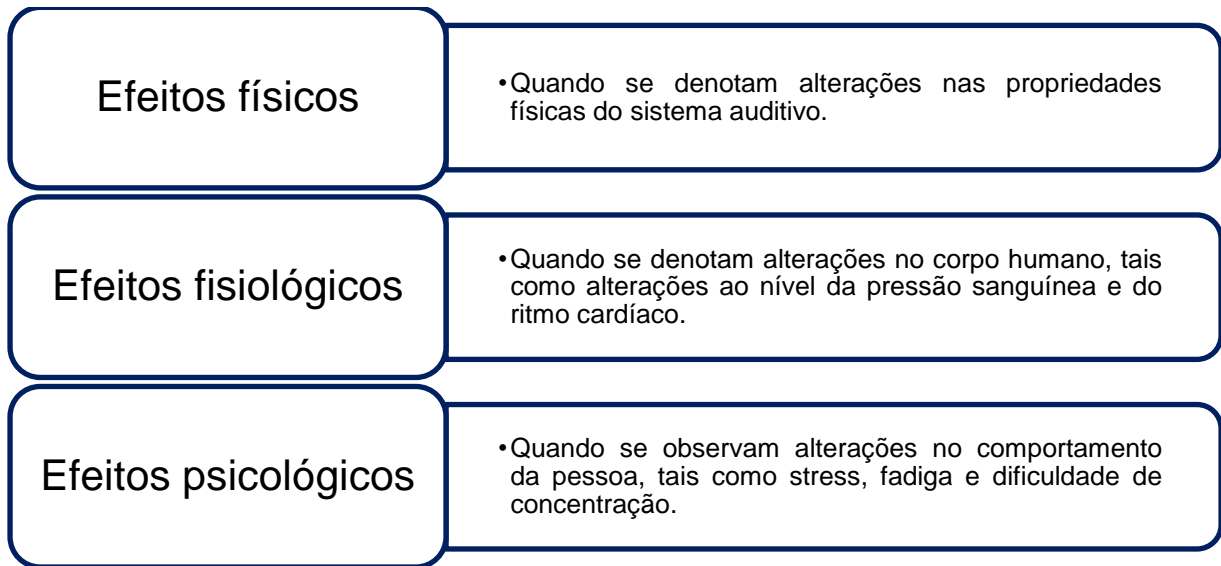 Efeitos físicos
•Quando se denotam alterações nas propriedades
físicas do sistema auditivo.
Efeitos fisiológicos
•Quando se denotam alterações no corpo humano, tais
como alterações ao nível da pressão sanguínea e do
ritmo cardíaco.
Efeitos psicológicos
•Quando se observam alterações no comportamento
da pessoa, tais como stress, fadiga e dificuldade de
concentração.